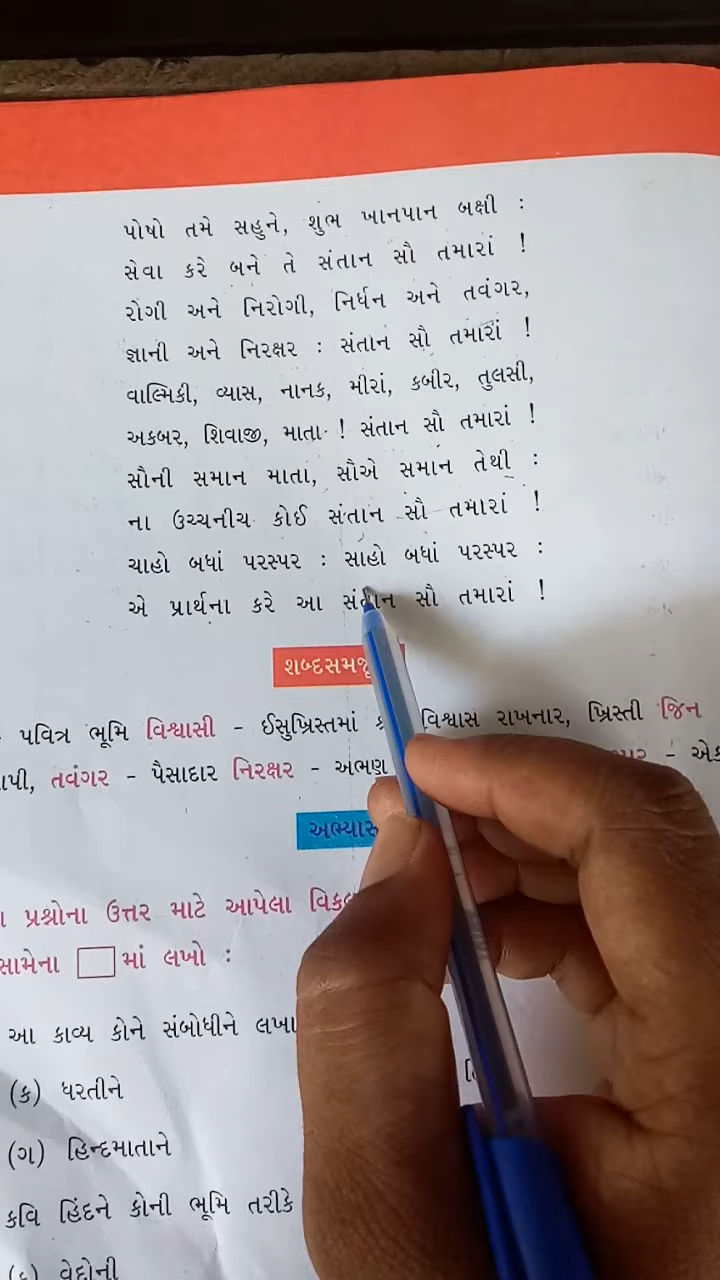 પોષો તમે સહુને, શુભ ખાનપાન બક્ષી :
સેવા કરે બને તે સંતાન સૌ તમારાં !
રોગી અને નિરોગી, નિર્ધન અને તવંગર,
જ્ઞાની અને નિરક્ષર : સંતાન સૌ તમારાં !
વાલ્મિકી, વ્યાસ, નાનક, મીરાં, કબીર, તુલસી,
અકબર, શિવાજી, માતા ! સંતાન સૌ તમારાં !
સૌની સમાન માતા, સૌએ સમાન તેથી :
ના ઉચ્ચનીચ કોઈ સંતાન સૌ તમારાં !
ચાહો બધાં પરસ્પર : સાહો બધાં પરસ્પર :
એ પ્રાર્થના કરે આ સંતાન સૌ તમારાં !
શબ્દસમજૂ
પવિત્ર ભૂમિ વિશ્વાસી - ઈસુખ્રિસ્તમાં વિશ્વાસ રાખનાર, ખ્રિસ્તી જિન
તવંગર - પૈસાદાર નિરક્ષર - અભણ - એક
અભ્યાસ
પ્રશ્નોના ઉત્તર માટે આપેલા
સામેના માં લખો :
આ કાવ્ય કોને સંબોધીને લખા
(ક) ધરતીને
(ગ) હિન્દમાતાને
કવિ હિંદને કોની ભૂમિ તરીકે
વેદોની